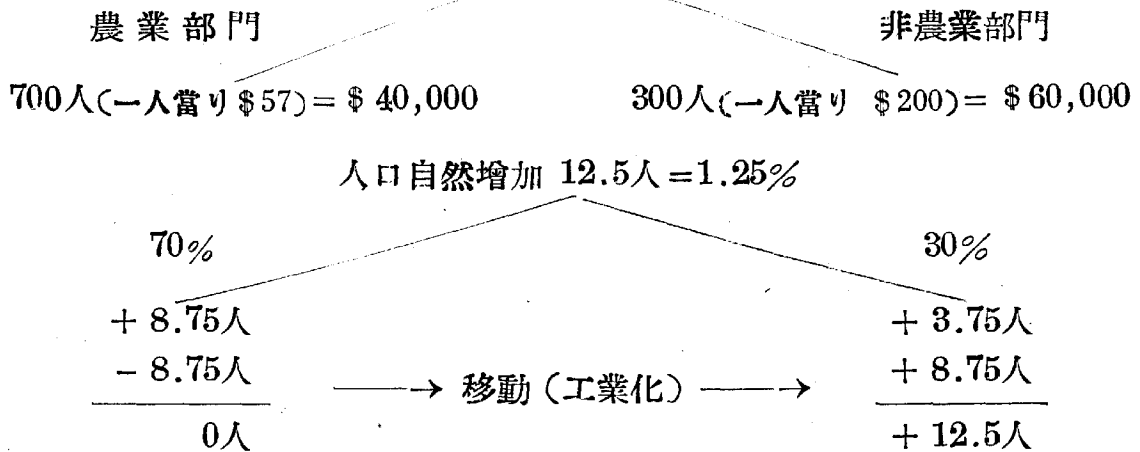 農業部門 非農業部門
700人(一人當り $57)= $ 40,000 300人(一人當り $200)= $60,000
人口自然増加 12.5人=1.25%
70% 30%
+ 8.75人 + 3.75人
- 8.75人 ――→ 移動(工業化)――→ + 8.75人
0人 + 12.5人